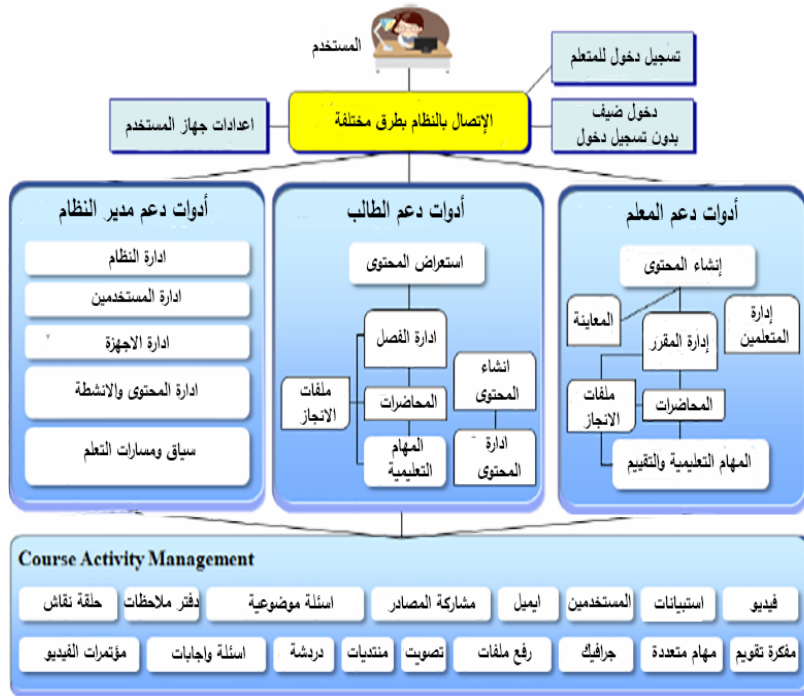 المستخدم
تسجيل دخول للمتعلم
الإتصال بالنظام بطرق مختلفة
دخول ضيف
بدون تسجيل دخول
اعدادات جهاز المستخدم
أدوات دعم المعلم
إنشاء المحتوى
إدارة
المتعلمين
إدارة المقرر
المعاينة
المحاضرات
ملفات
الانجاز
المهام التعليمية والتقييم
أدوات دعم الطالب
استعراض المحتوى
ادارة الفصل
انشاء
المحتوى
المحاضرات
ملفات
الانجاز
ادارة
المحتوى
المهام
التعليمية
أدوات دعم مدير النظام
ادارة النظام
ادارة المستخدمين
ادارة الاجهزة
ادارة المحتوى والانشطة
سياق ومسارات التعلم
Course Activity Management
فيديو
استبيانات
المستخدمين
ايميل
مشاركة المصادر
اسئلة موضوعية
دفتر ملاحظات
حلقة نقاش
مفكرة تقويم
مهام متعددة
جرافيك
رفع ملفات
تصويت
منتديات
دردشة
اسئلة واجابات
مؤتمرات الفيديو